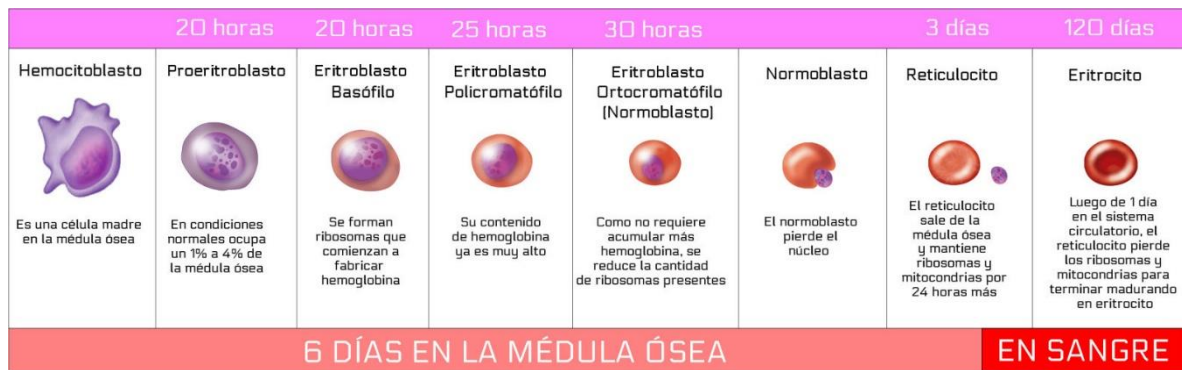 20 horas
20 horas
25 horas
30 horas
3 días
120 días
Hemocitoblasto
Es una célula madre
en la médula ósea
Proeritroblasto
En condiciones
normales ocupa
un 1% a 4% de
la médula ósea
Eritroblasto
Basófilo
Se forman
ribosomas que
comienzan a
fabricar
hemoglobina
Eritroblasto
Policromatófilo
Su contenido
de hemoglobina
ya es muy alto
Eritroblasto
Ortocromatófilo
(Normoblasto)
Como no requiere
acumular más
hemoglobina, se
reduce la cantidad
de ribosomas presentes
Normoblasto
El normoblasto
pierde el
núcleo
Reticulocito
El reticulocito
sale de la
médula ósea
y mantiene
ribosomas y
mitocondrias por
24 horas más
Eritrocito
Luego de 1 día
en el sistema
circulatorio, el
reticulocito pierde
los ribosomas y
mitocondrias para
terminar madurando
en eritrocito
6 DÍAS EN LA MÉDULA ÓSEA
EN SANGRE